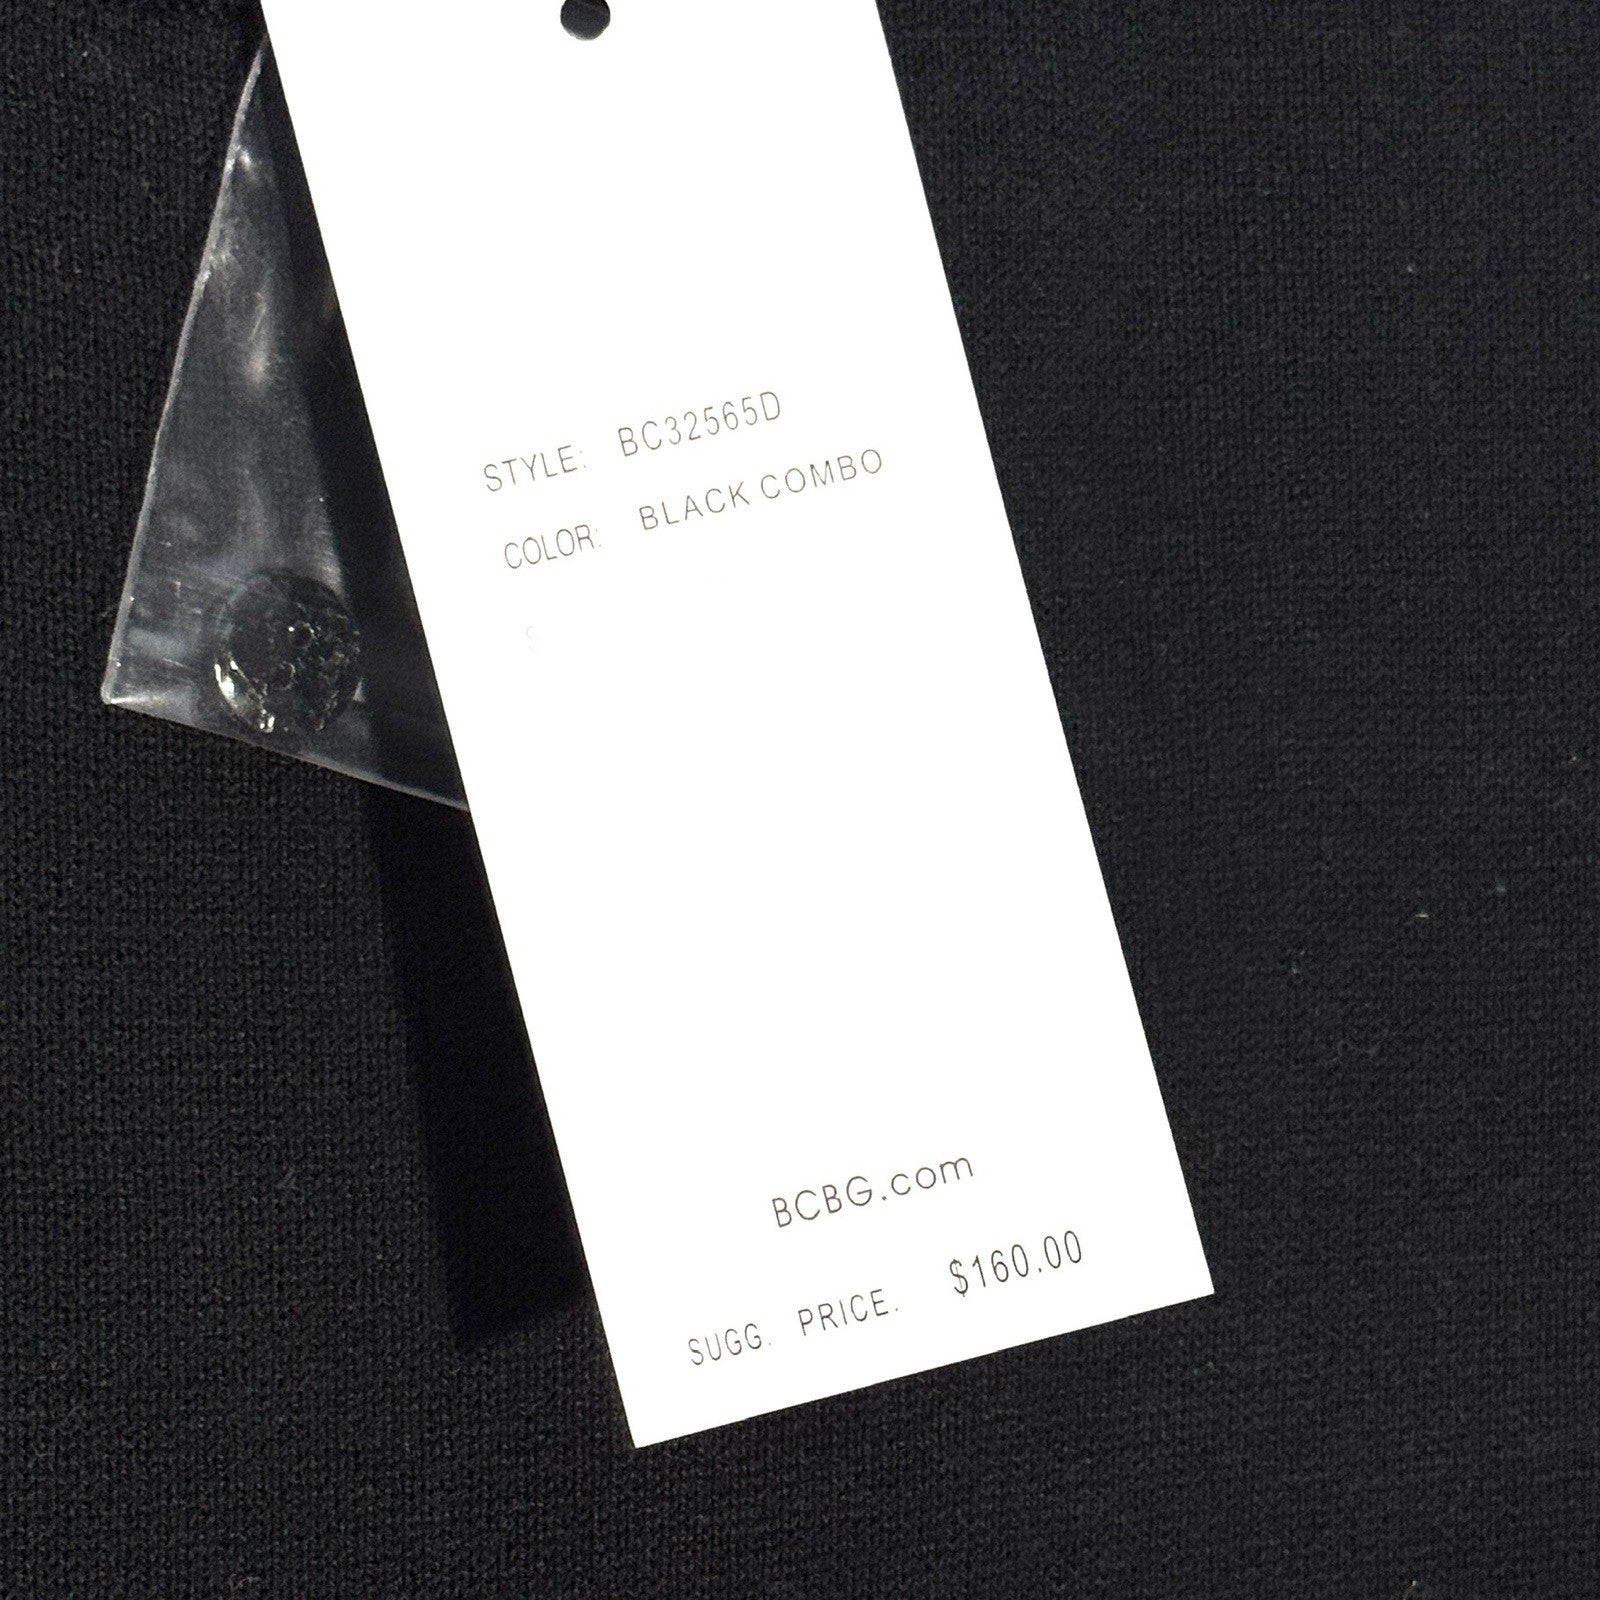 STYLE: BC32565D
COLOR: BLACK COMBO
BCBG.com
SUGG. PRICE. $160.00